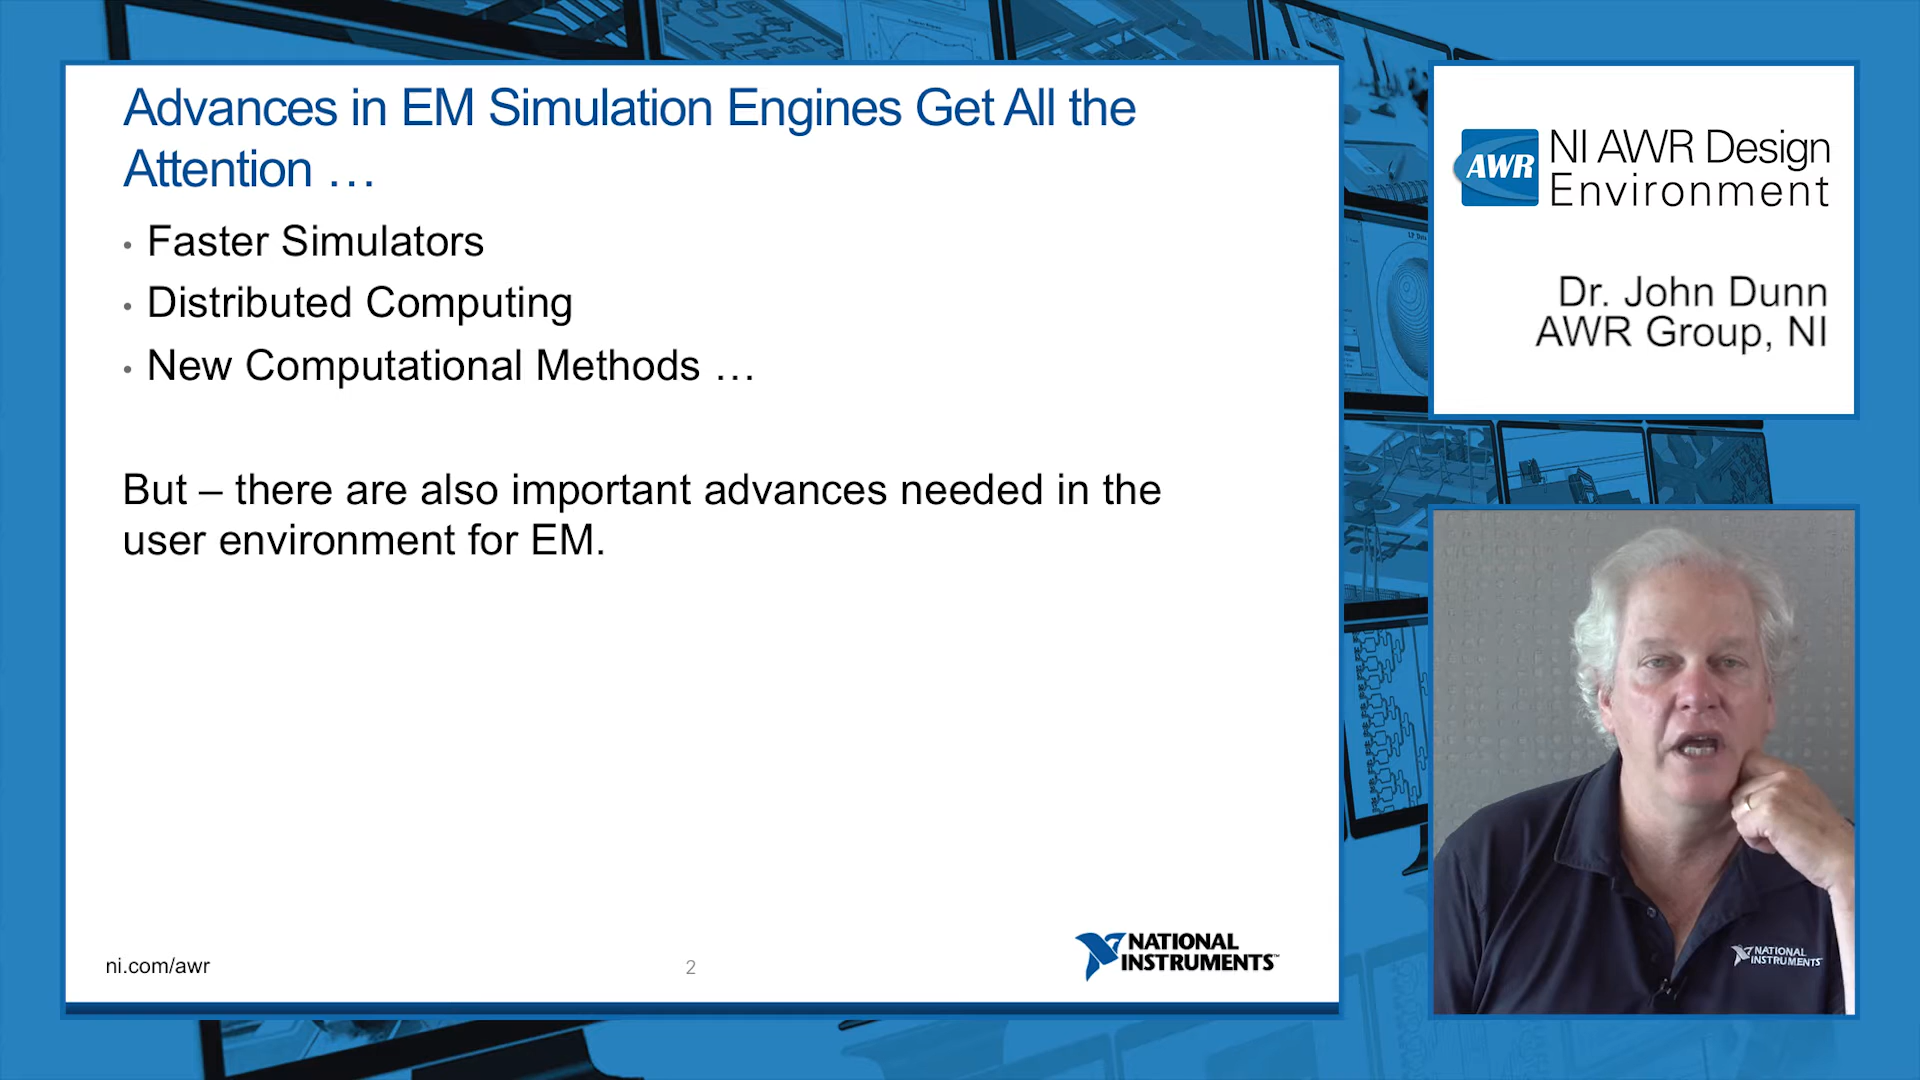 Advances in EM Simulation Engines Get All the
Attention …
• Faster Simulators
• Distributed Computing
• New Computational Methods …
But – there are also important advances needed in the
user environment for EM.
ni.com/awr
2
NATIONAL
INSTRUMENTS™
AWR
NI AWR Design
Environment
Dr. John Dunn
AWR Group, NI
NATIONAL
INSTRUMENTS